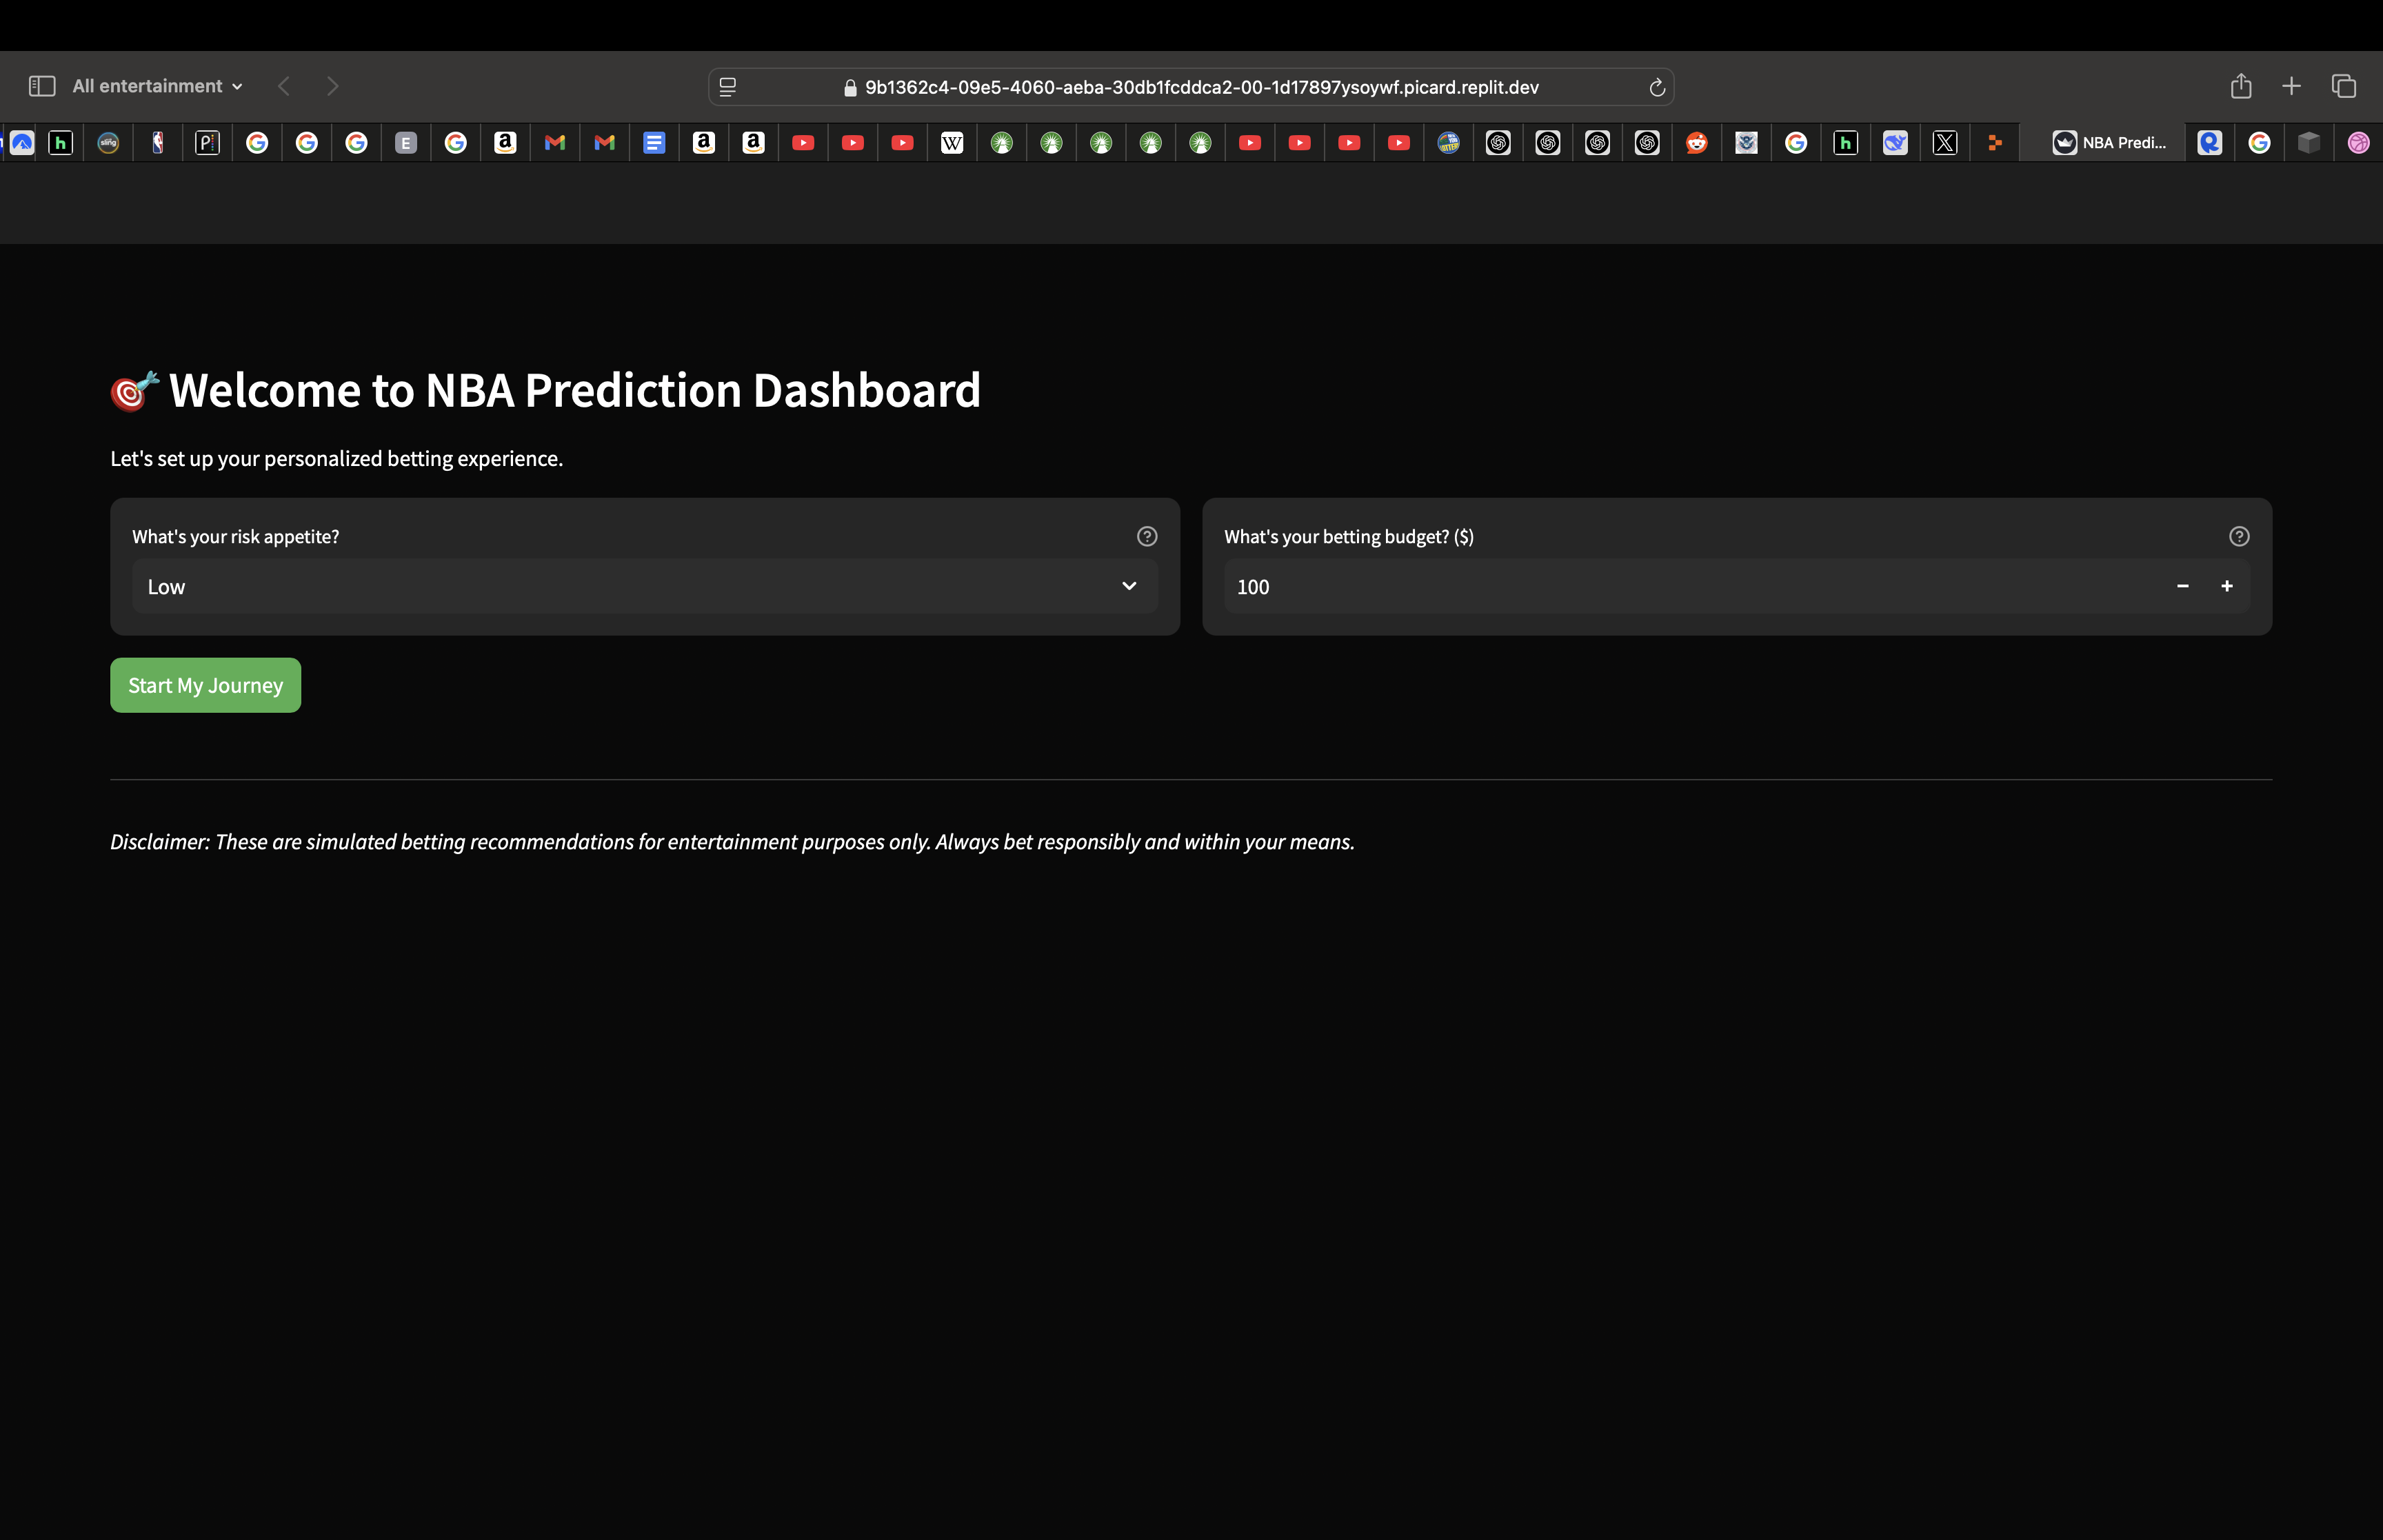 All entertainment
9b1362c4-09e5-4060-aeba-30db1fcddca2-00-1d17897ysoywf.picard.replit.dev
NBA Predi...
🎯 Welcome to NBA Prediction Dashboard
Let's set up your personalized betting experience.
What's your risk appetite?
Low
What's your betting budget? ($)
100
Start My Journey
Disclaimer: These are simulated betting recommendations for entertainment purposes only. Always bet responsibly and within your means.